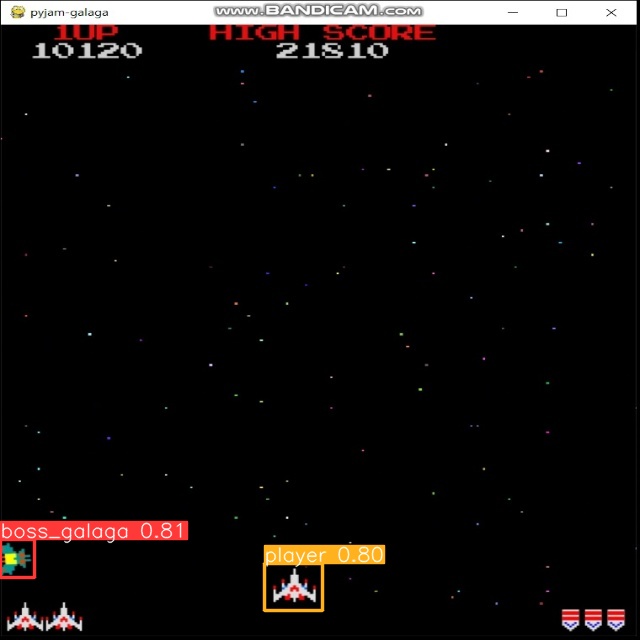 pyjam-galaga
www.BANDICAM.com
1UP HIGH SCORE
10120 21810
boss_galaga 0.81
player 0.80